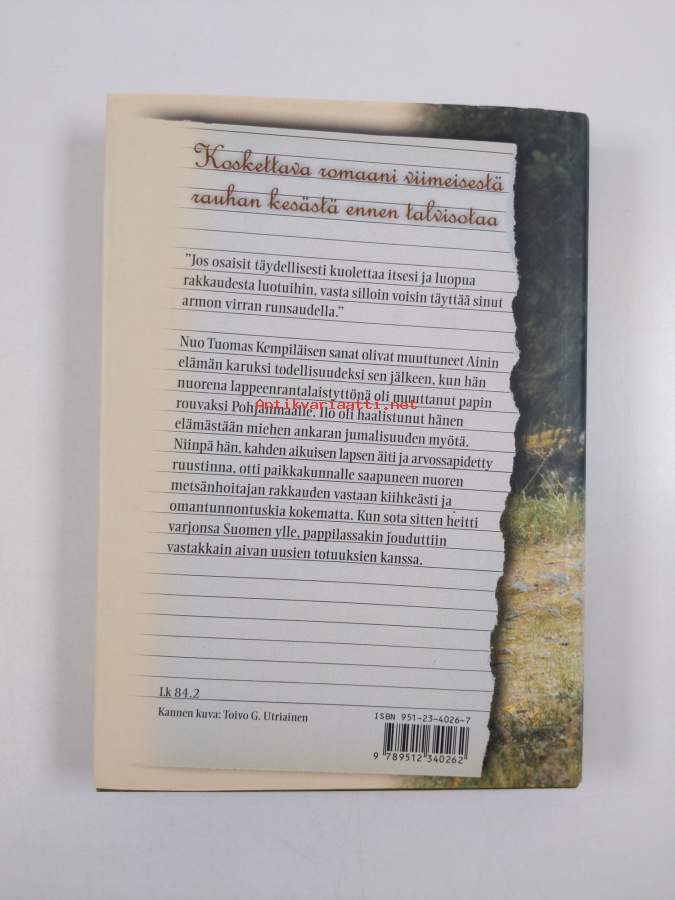 Koskettava romaani viimeisestä
rauhan kesästä ennen talvisotaa
”Jos osaisit täydellisesti kuolettaa itsesi ja luopua
rakkaudesta luotuihin, vasta silloin voisin täyttää sinut
armon virran runsaudella.”
Nuo Tuomas Kempiläisen sanat olivat muuttuneet Ainin
elämän karuksi todellisuudeksi sen jälkeen, kun hän
nuorena lappeenrantalaistyttönä oli muuttanut papin
rouvaksi Pohjanmaalle. Ilo oli haalistunut hänen
Antikvariaatti.net
elämästään miehen ankaran jumalisuuden myötä.
Niinpä hän, kahden aikuisen lapsen äiti ja arvossapidetty
ruustinna, otti paikkakunnalle saapuneen nuoren
metsänhoitajan rakkauden vastaan kiihkeästi ja
omantunnontuskia kokematta. Kun sota sitten heitti
varjonsa Suomen ylle, pappilassakin jouduttiin
vastakkain aivan uusien totuuksien kanssa.
Lk 84.2
Kannen kuva: Toivo G. Utriainen
ISBN 951-23-4026-7
9 789512 340262